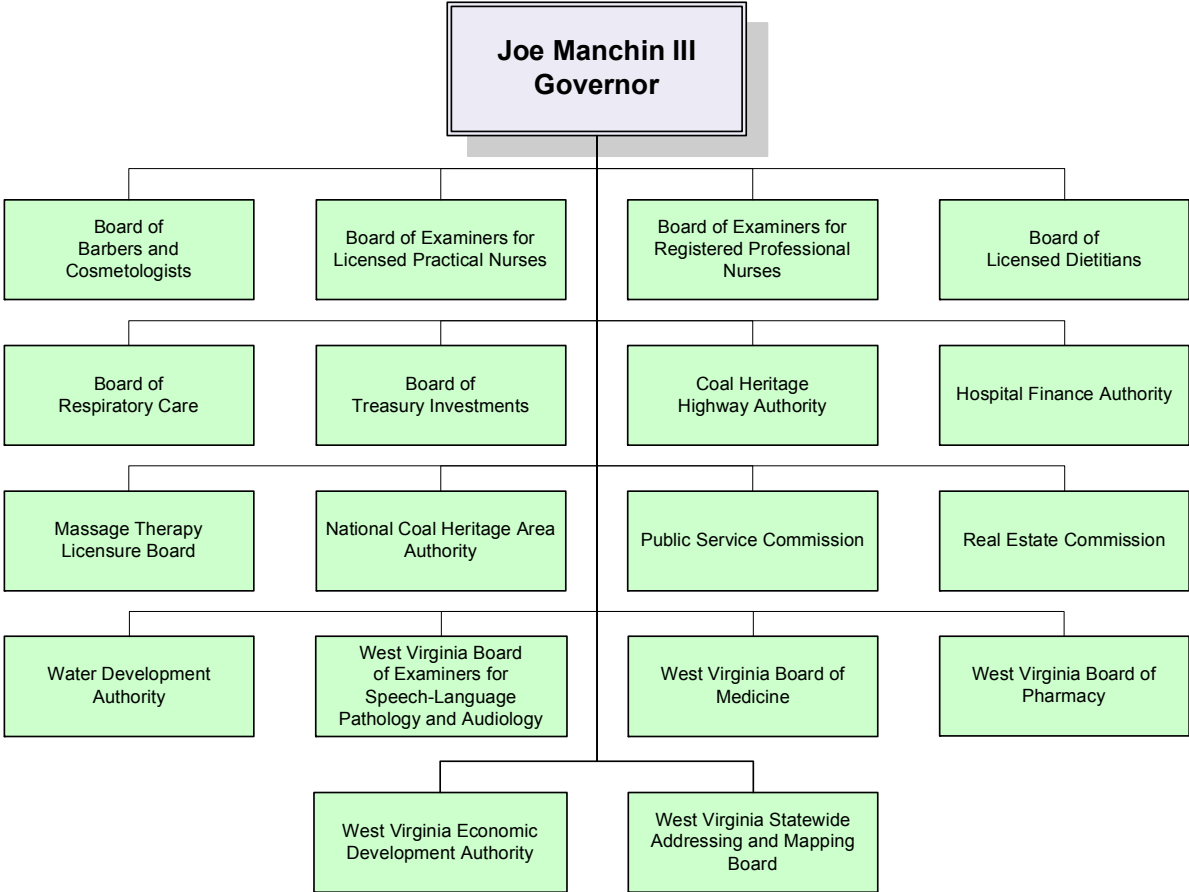 Joe Manchin III
Governor
Board of
Barbers and
Cosmetologists
Board of Examiners for
Licensed Practical Nurses
Board of Examiners for
Registered Professional
Nurses
Board of
Licensed Dietitians
Board of
Respiratory Care
Board of
Treasury Investments
Coal Heritage
Highway Authority
Hospital Finance Authority
Massage Therapy
Licensure Board
National Coal Heritage Area
Authority
Public Service Commission
Real Estate Commission
Water Development
Authority
West Virginia Board
of Examiners for
Speech-Language
Pathology and Audiology
West Virginia Board of
Medicine
West Virginia Board of
Pharmacy
West Virginia Economic
Development Authority
West Virginia Statewide
Addressing and Mapping
Board